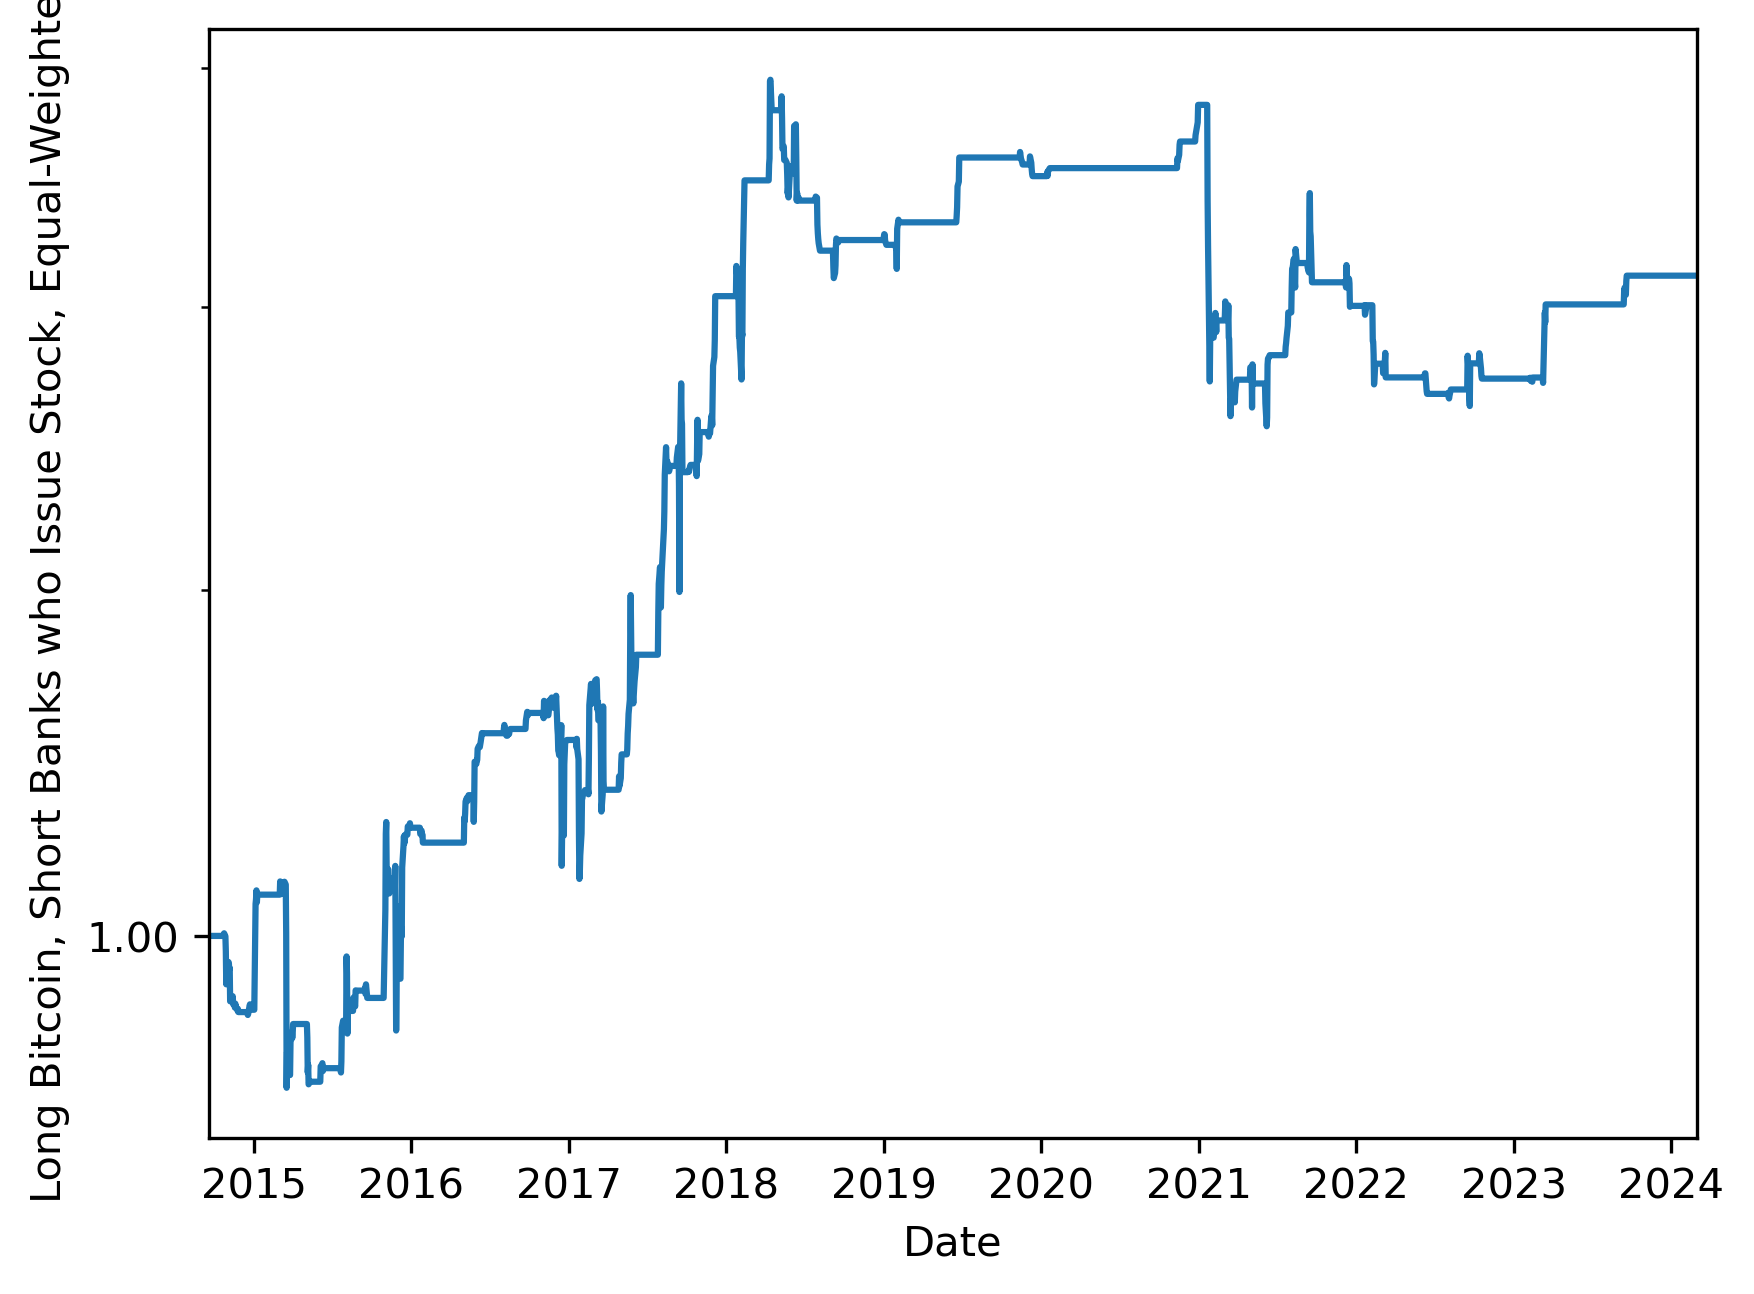 Long Bitcoin, Short Banks who Issue Stock, Equal-Weighte
1.00
2015 2016 2017 2018 2019 2020 2021 2022 2023 2024
Date